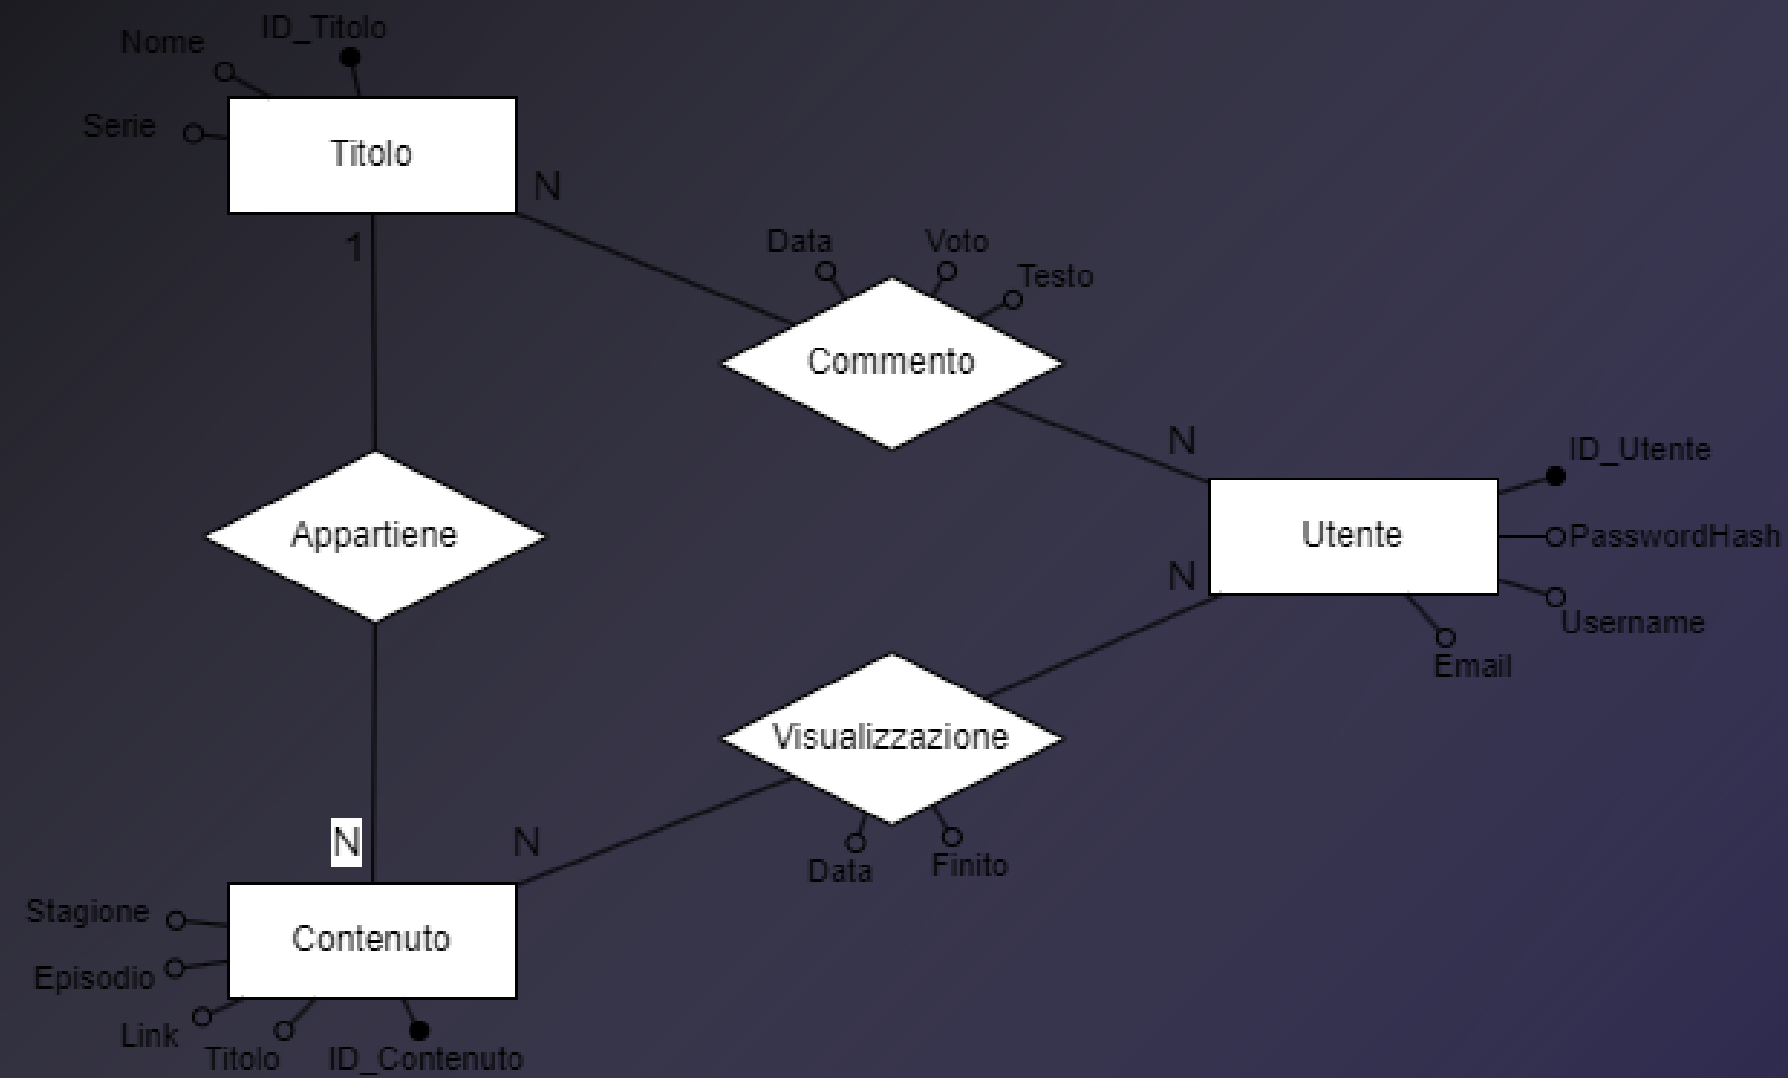 ID_Titolo
Nome
Serie
Titolo
N
1
Data
Voto
Testo
Commento
N
ID_Utente
Appartiene
Utente
PasswordHash
N
Username
Email
Visualizzazione
N
N
Data
Finito
Stagione
Contenuto
Episodio
Link
Titolo
ID_Contenuto